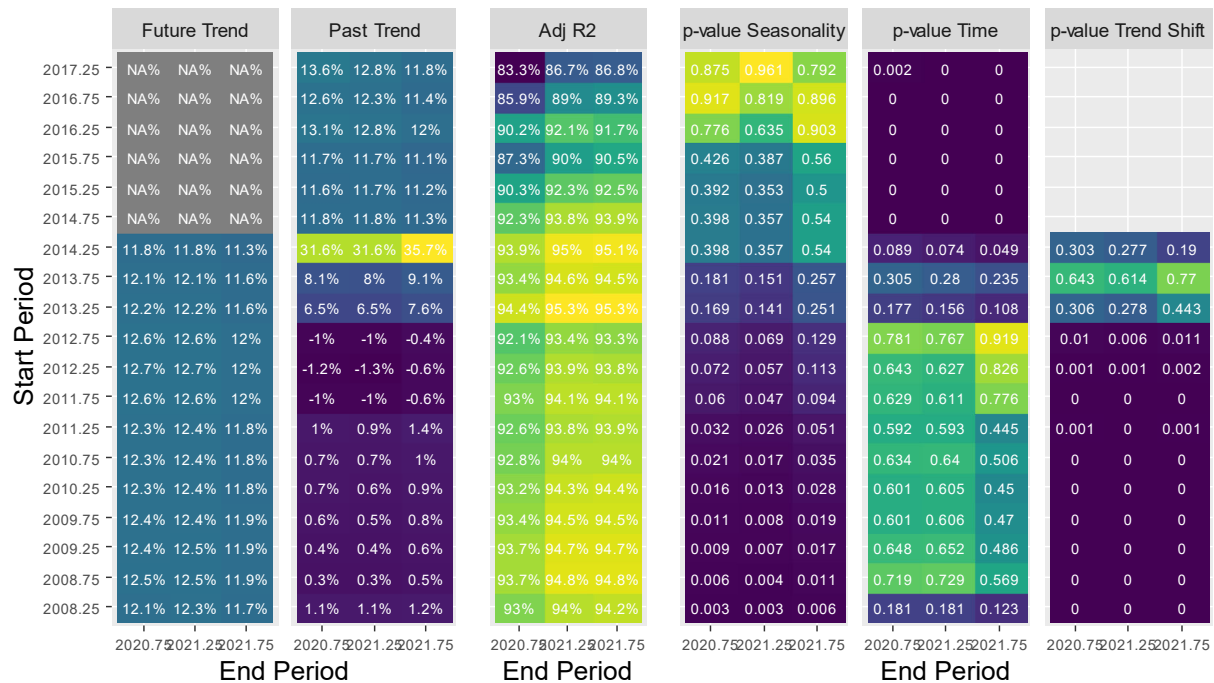 Future Trend Past Trend Adj R2 p-value Seasonality p-value Time p-value Trend Shift
2017.25 NA% NA% NA% 13.6% 12.8% 11.8% 83.3% 86.7% 86.8% 0.875 0.961 0.792 0.002 0 0
2016.75 NA% NA% NA% 12.6% 12.3% 11.4% 85.9% 89% 89.3% 0.917 0.819 0.896 0 0 0
2016.25 NA% NA% NA% 13.1% 12.8% 12% 90.2% 92.1% 91.7% 0.776 0.635 0.903 0 0 0
2015.75 NA% NA% NA% 11.7% 11.7% 11.1% 87.3% 90% 90.5% 0.426 0.387 0.56 0 0 0
2015.25 NA% NA% NA% 11.6% 11.7% 11.2% 90.3% 92.3% 92.5% 0.392 0.353 0.5 0 0 0
2014.75 NA% NA% NA% 11.8% 11.8% 11.3% 92.3% 93.8% 93.9% 0.398 0.357 0.54 0 0 0
2014.25 11.8% 11.8% 11.3% 31.6% 31.6% 35.7% 93.9% 95% 95.1% 0.398 0.357 0.54 0.089 0.074 0.049 0.303 0.277 0.19
2013.75 12.1% 12.1% 11.6% 8.1% 8% 9.1% 93.4% 94.6% 94.5% 0.181 0.151 0.257 0.305 0.28 0.235 0.643 0.614 0.77
2013.25 12.2% 12.2% 11.6% 6.5% 6.5% 7.6% 94.4% 95.3% 95.3% 0.169 0.141 0.251 0.177 0.156 0.108 0.306 0.278 0.443
2012.75 12.6% 12.6% 12% -1% -1% -0.4% 92.1% 93.4% 93.3% 0.088 0.069 0.129 0.781 0.767 0.919 0.01 0.006 0.011
2012.25 12.7% 12.7% 12% -1.2% -1.3% -0.6% 92.6% 93.9% 93.8% 0.072 0.057 0.113 0.643 0.627 0.826 0.001 0.001 0.002
2011.75 12.6% 12.6% 12% -1% -1% -0.6% 93% 94.1% 94.1% 0.06 0.047 0.094 0.629 0.611 0.776 0 0 0
2011.25 12.3% 12.4% 11.8% 1% 0.9% 1.4% 92.6% 93.8% 93.9% 0.032 0.026 0.051 0.592 0.593 0.445 0.001 0 0.001
2010.75 12.3% 12.4% 11.8% 0.7% 0.7% 1% 92.8% 94% 94% 0.021 0.017 0.035 0.634 0.64 0.506 0 0 0
2010.25 12.3% 12.4% 11.8% 0.7% 0.6% 0.9% 93.2% 94.3% 94.4% 0.016 0.013 0.028 0.601 0.605 0.45 0 0 0
2009.75 12.4% 12.4% 11.9% 0.6% 0.5% 0.8% 93.4% 94.5% 94.5% 0.011 0.008 0.019 0.601 0.606 0.47 0 0 0
2009.25 12.4% 12.5% 11.9% 0.4% 0.4% 0.6% 93.7% 94.7% 94.7% 0.009 0.007 0.017 0.648 0.652 0.486 0 0 0
2008.75 12.5% 12.5% 11.9% 0.3% 0.3% 0.5% 93.7% 94.8% 94.8% 0.006 0.004 0.011 0.719 0.729 0.569 0 0 0
2008.25 12.1% 12.3% 11.7% 1.1% 1.1% 1.2% 93% 94% 94.2% 0.003 0.003 0.006 0.181 0.181 0.123 0 0 0
Start Period
2020.75 2021.25 2021.75 2020.75 2021.25 2021.75 2020.75 2021.25 2021.75 2020.75 2021.25 2021.75 2020.75 2021.25 2021.75 2020.75 2021.25 2021.75
End Period End Period End Period